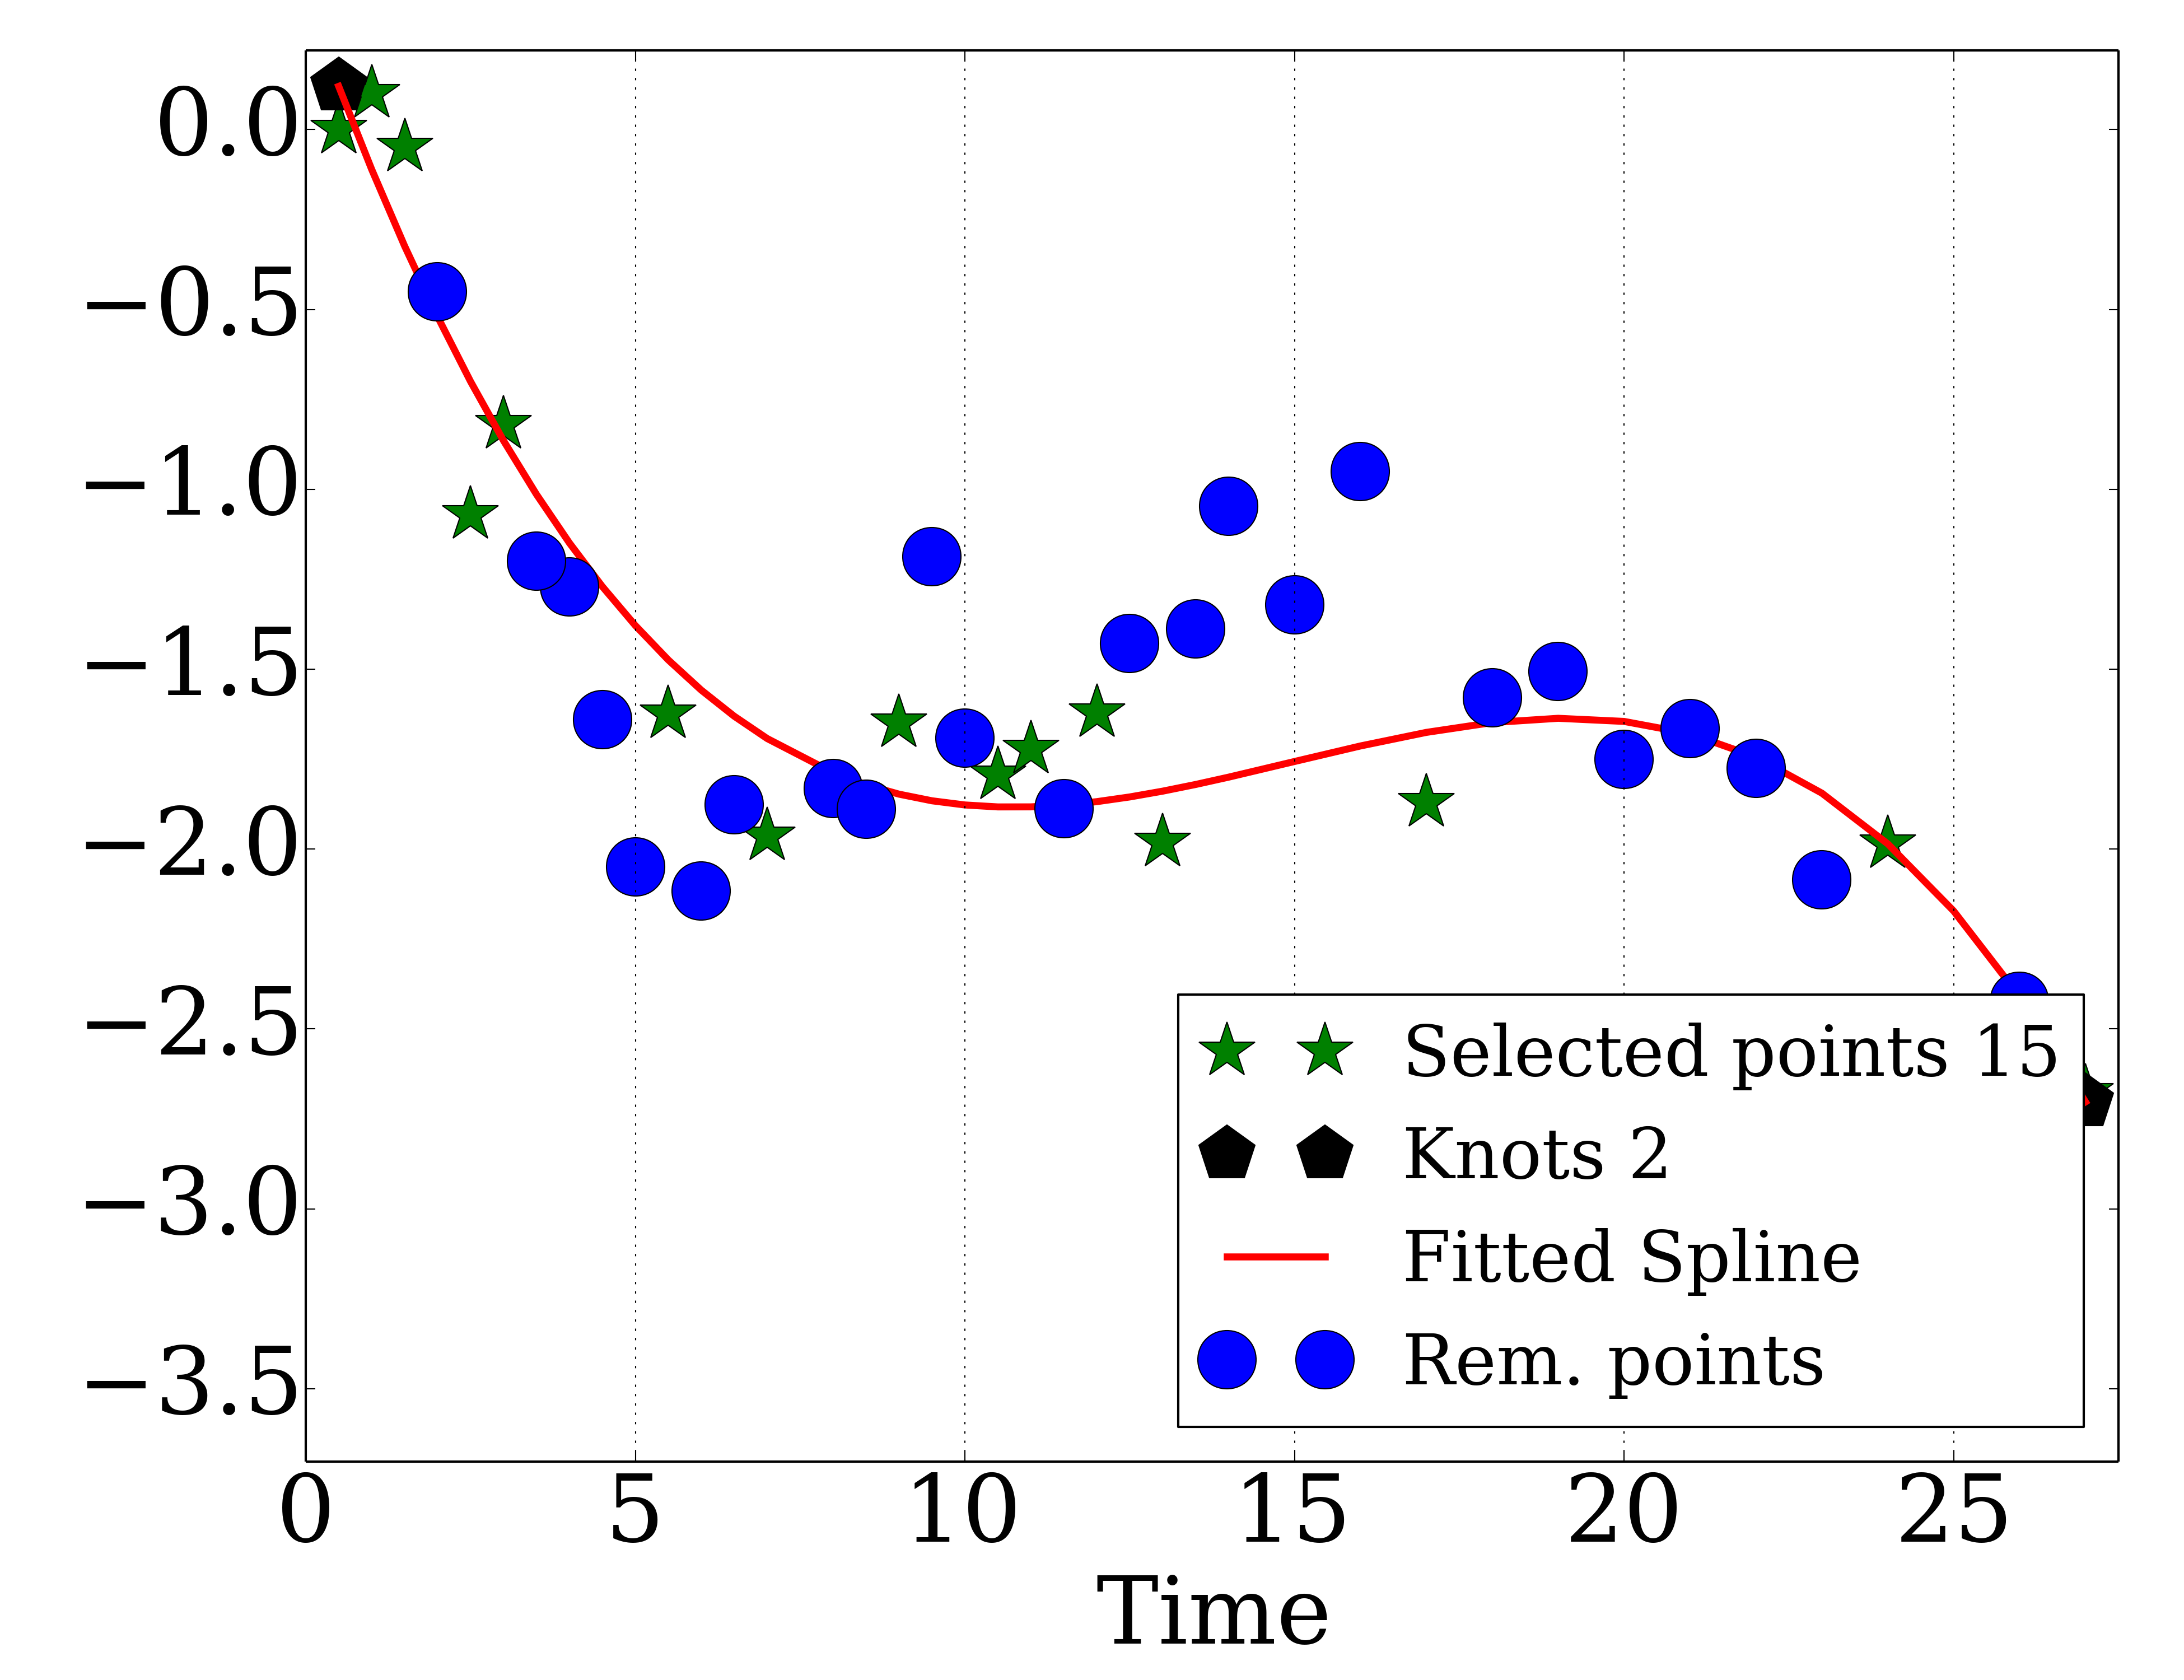 0.0
−0.5
−1.0
−1.5
−2.0
−2.5
−3.0
−3.5
Selected points 15
Knots 2
Fitted Spline
Rem. points
0 5 10 15 20 25
Time